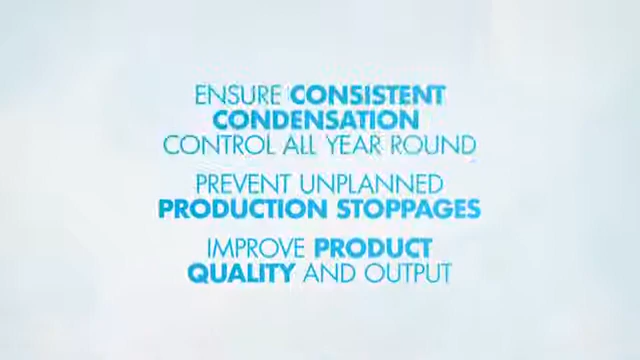 ENSURE CONSISTENT
CONDENSATION
CONTROL ALL YEAR ROUND
PREVENT UNPLANNED
PRODUCTION STOPPAGES
IMPROVE PRODUCT
QUALITY AND OUTPUT